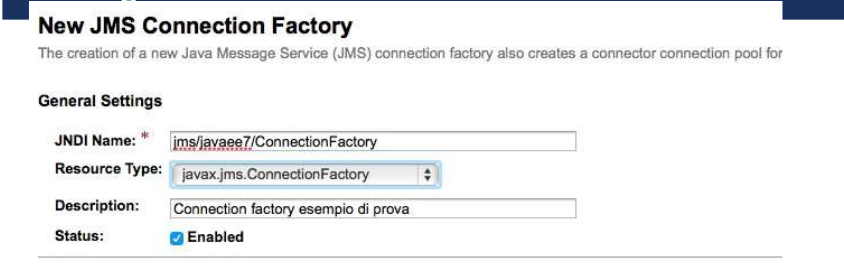 New JMS Connection Factory
The creation of a new Java Message Service (JMS) connection factory also creates a connector connection pool for
General Settings
JNDI Name: * jms/javaee7/ConnectionFactory
Resource Type: javax.jms.ConnectionFactory
Description: Connection factory esempio di prova
Status: Enabled